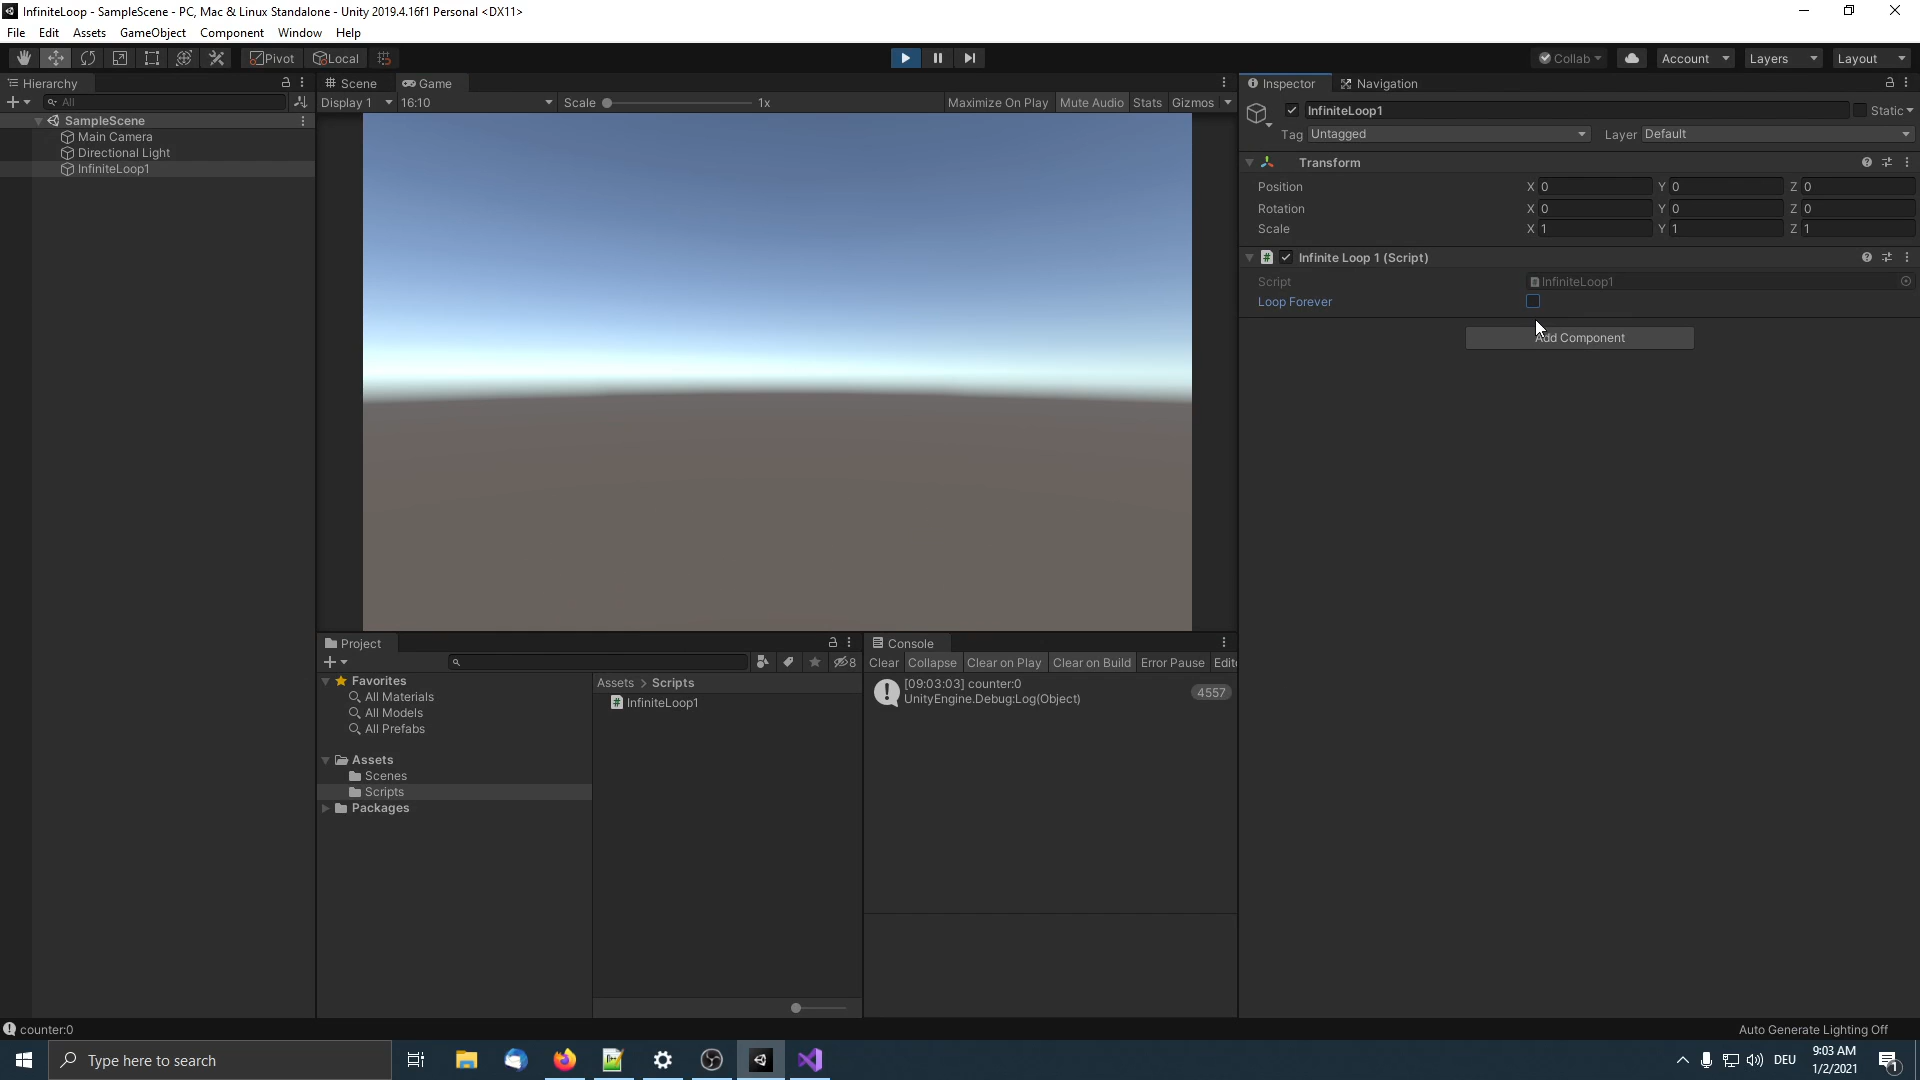 InfiniteLoop - SampleScene - PC, Mac & Linux Standalone - Unity 2019.4.16f1 Personal <DX11>
File Edit Assets GameObject Component Window Help
Pivot Local Collab Account Layers Layout
Hierarchy
All
SampleScene
Main Camera
Directional Light
InfiniteLoop1
Scene Game
Display 1 16:10 Scale 1x Maximize On Play Mute Audio Stats Gizmos
Inspector Navigation
InfiniteLoop1 Static
Tag Untagged Layer Default
Transform
Position X 0 Y 0 Z 0
Rotation X 0 Y 0 Z 0
Scale X 1 Y 1 Z 1
# Infinite Loop 1 (Script)
Script InfiniteLoop1
Loop Forever
Add Component
Project
8
Favorites
All Materials
All Models
All Prefabs
Assets
Scenes
Scripts
Packages
Assets > Scripts
# InfiniteLoop1
Console
Clear Collapse Clear on Play Clear on Build Error Pause Edit
[09:03:03] counter:0
UnityEngine.Debug:Log(Object)
4557
counter:0
Auto Generate Lighting Off
Type here to search
DEU
9:03 AM
1/2/2021
1